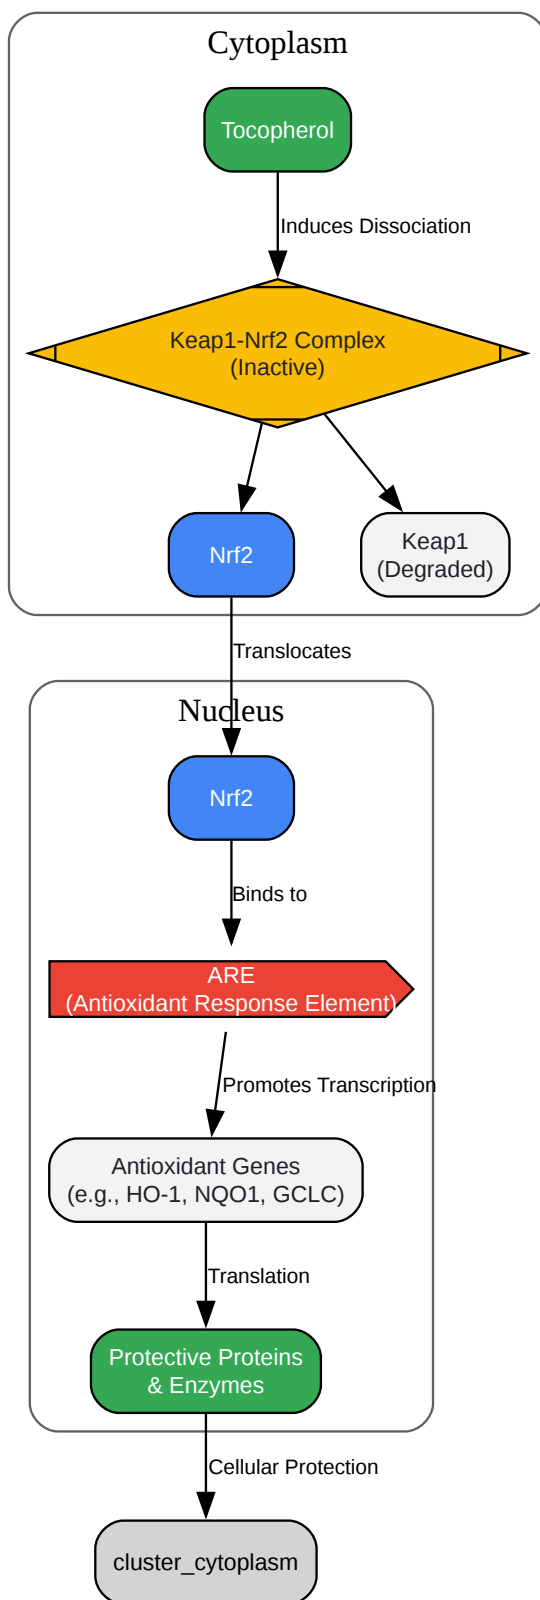 Cytoplasm
Tocopherol
Induces Dissociation
Keap1-Nrf2 Complex
(Inactive)
Nrf2
Keap1
(Degraded)
Translocates
Nucleus
Nrf2
Binds to
ARE
(Antioxidant Response Element)
Promotes Transcription
Antioxidant Genes
(e.g., HO-1, NQO1, GCLC)
Translation
Protective Proteins
& Enzymes
Cellular Protection
cluster_cytoplasm